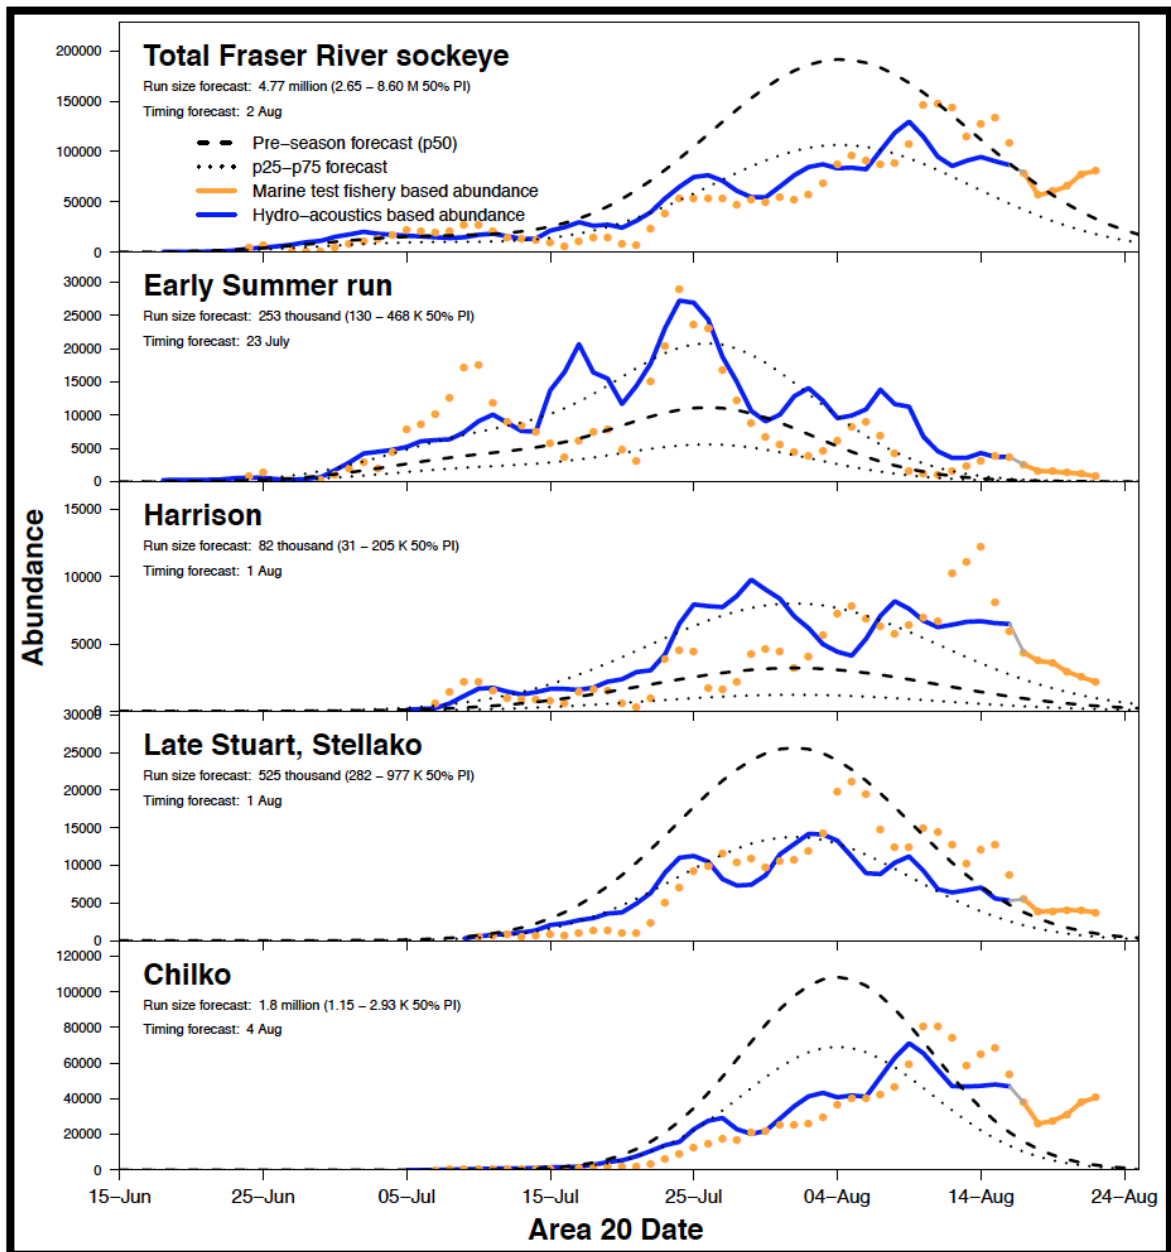 Total Fraser River sockeye
Run size forecast: 4.77 million (2.65 – 8.60 M 50% PI)
Timing forecast: 2 Aug
Pre−season forecast (p50)
p25−p75 forecast
Marine test fishery based abundance
Hydro−acoustics based abundance
200000
150000
100000
50000
0
Early Summer run
Run size forecast: 253 thousand (130 – 468 K 50% PI)
Timing forecast: 23 July
30000
25000
20000
15000
10000
5000
0
Harrison
Run size forecast: 82 thousand (31 – 205 K 50% PI)
Timing forecast: 1 Aug
15000
10000
5000
0
Late Stuart, Stellako
Run size forecast: 525 thousand (282 – 977 K 50% PI)
Timing forecast: 1 Aug
30000
25000
20000
15000
10000
5000
0
Chilko
Run size forecast: 1.8 million (1.15 – 2.93 K 50% PI)
Timing forecast: 4 Aug
120000
100000
80000
60000
40000
20000
0
Abundance
15−Jun 25−Jun 05−Jul 15−Jul 25−Jul 04−Aug 14−Aug 24−Aug
Area 20 Date